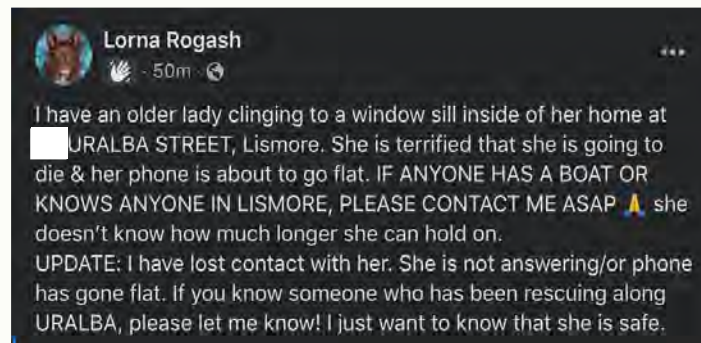 Lorna Rogash
50m
I have an older lady clinging to a window sill inside of her home at
URALBA STREET, Lismore. She is terrified that she is going to
die & her phone is about to go flat. IF ANYONE HAS A BOAT OR
KNOWS ANYONE IN LISMORE, PLEASE CONTACT ME ASAP 🙏 she
doesn't know how much longer she can hold on.
UPDATE: I have lost contact with her. She is not answering/or phone
has gone flat. If you know someone who has been rescuing along
URALBA, please let me know! I just want to know that she is safe.